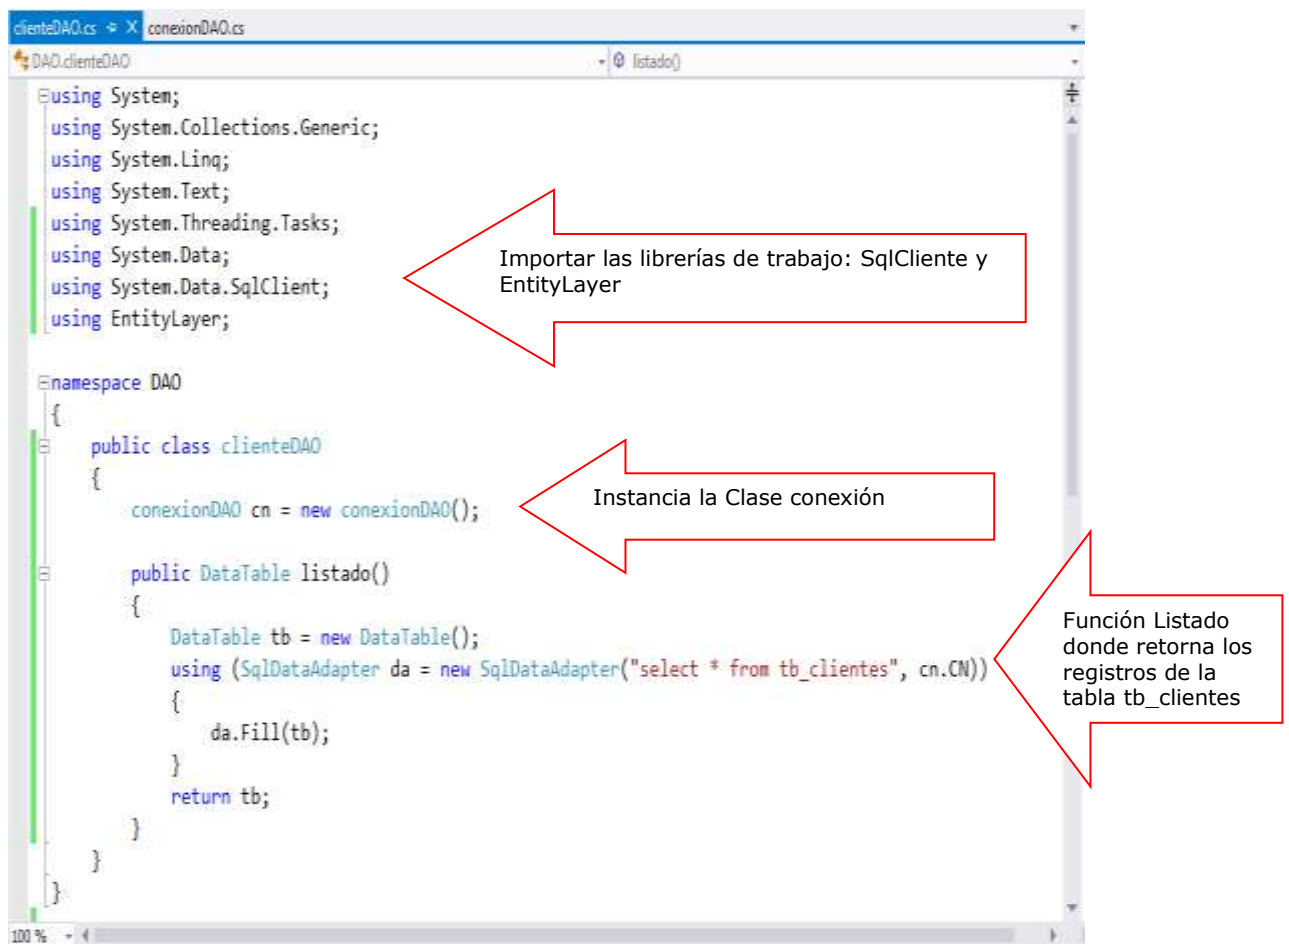 clienteDAO.cs X conexionDAO.cs
DAO.clienteDAO listado()
using System;
using System.Collections.Generic;
using System.Linq;
using System.Text;
using System.Threading.Tasks;
using System.Data;
using System.Data.SqlClient;
using EntityLayer;
Importar las librerías de trabajo: SqlCliente y
EntityLayer
namespace DAO
{
public class clienteDAO
{
conexionDAO cn = new conexionDAO();
Instancia la Clase conexión
public DataTable listado()
{
DataTable tb = new DataTable();
using (SqlDataAdapter da = new SqlDataAdapter("select * from tb_clientes", cn.CN))
{
da.Fill(tb);
}
return tb;
}
}
}
Función Listado
donde retorna los
registros de la
tabla tb_clientes
100 %